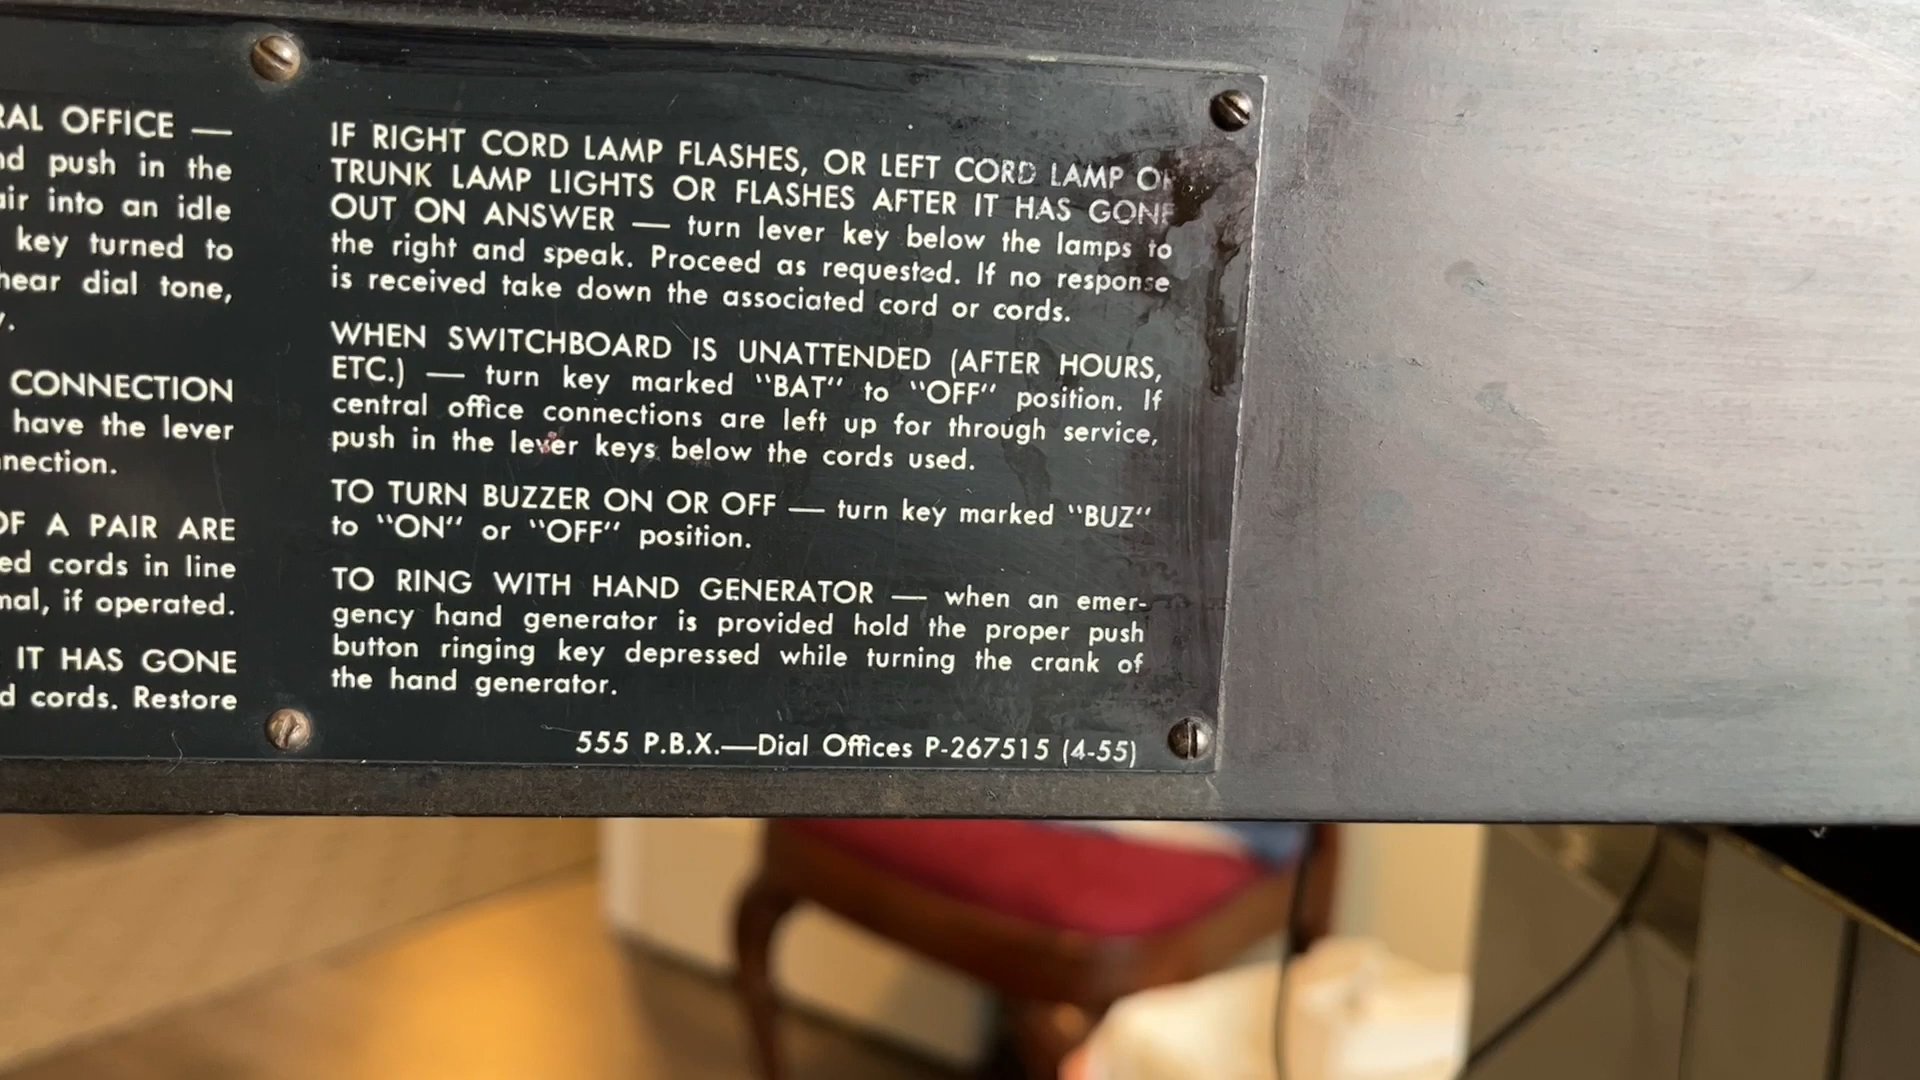 RAL OFFICE —
nd push in the
air into an idle
key turned to
hear dial tone,
y.
CONNECTION
have the lever
nnection.
OF A PAIR ARE
ed cords in line
mal, if operated.
IT HAS GONE
d cords. Restore
IF RIGHT CORD LAMP FLASHES, OR LEFT CORD LAMP OR
TRUNK LAMP LIGHTS OR FLASHES AFTER IT HAS GONE
OUT ON ANSWER — turn lever key below the lamps to
the right and speak. Proceed as requested. If no response
is received take down the associated cord or cords.
WHEN SWITCHBOARD IS UNATTENDED (AFTER HOURS,
ETC.) — turn key marked "BAT" to "OFF" position. If
central office connections are left up for through service,
push in the lever keys below the cords used.
TO TURN BUZZER ON OR OFF — turn key marked "BUZ"
to "ON" or "OFF" position.
TO RING WITH HAND GENERATOR — when an emer-
gency hand generator is provided hold the proper push
button ringing key depressed while turning the crank of
the hand generator.
555 P.B.X.—Dial Offices P-267515 (4-55)